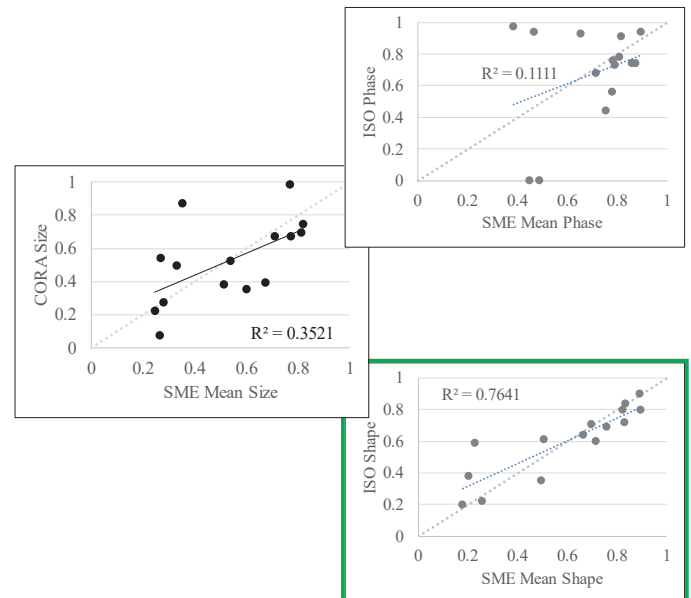 1
0.8
0.6
0.4
0.2
0
R² = 0.1111
ISO Phase
0 0.2 0.4 0.6 0.8 1
SME Mean Phase
1
0.8
0.6
0.4
0.2
0
CORA Size
R² = 0.3521
0 0.2 0.4 0.6 0.8 1
SME Mean Size
1
0.8
0.6
0.4
0.2
0
R² = 0.7641
ISO Shape
0 0.2 0.4 0.6 0.8 1
SME Mean Shape